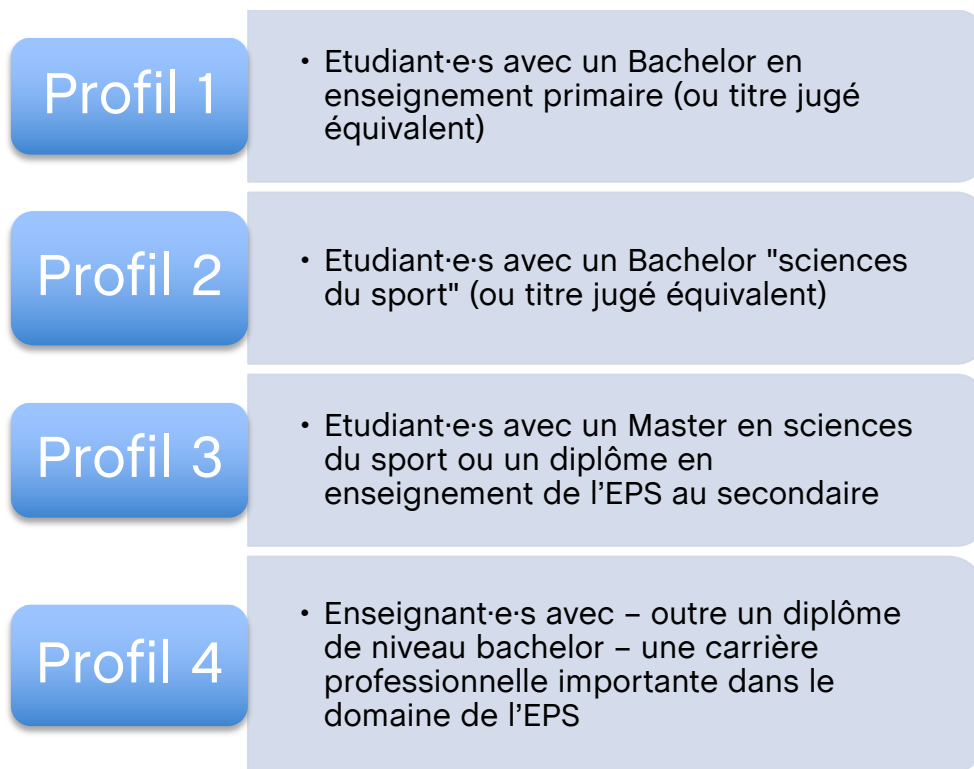 Profil 1
• Etudiant·e·s avec un Bachelor en
enseignement primaire (ou titre jugé
équivalent)
Profil 2
• Etudiant·e·s avec un Bachelor "sciences
du sport" (ou titre jugé équivalent)
Profil 3
• Etudiant·e·s avec un Master en sciences
du sport ou un diplôme en
enseignement de l’EPS au secondaire
Profil 4
• Enseignant·e·s avec – outre un diplôme
de niveau bachelor – une carrière
professionnelle importante dans le
domaine de l’EPS